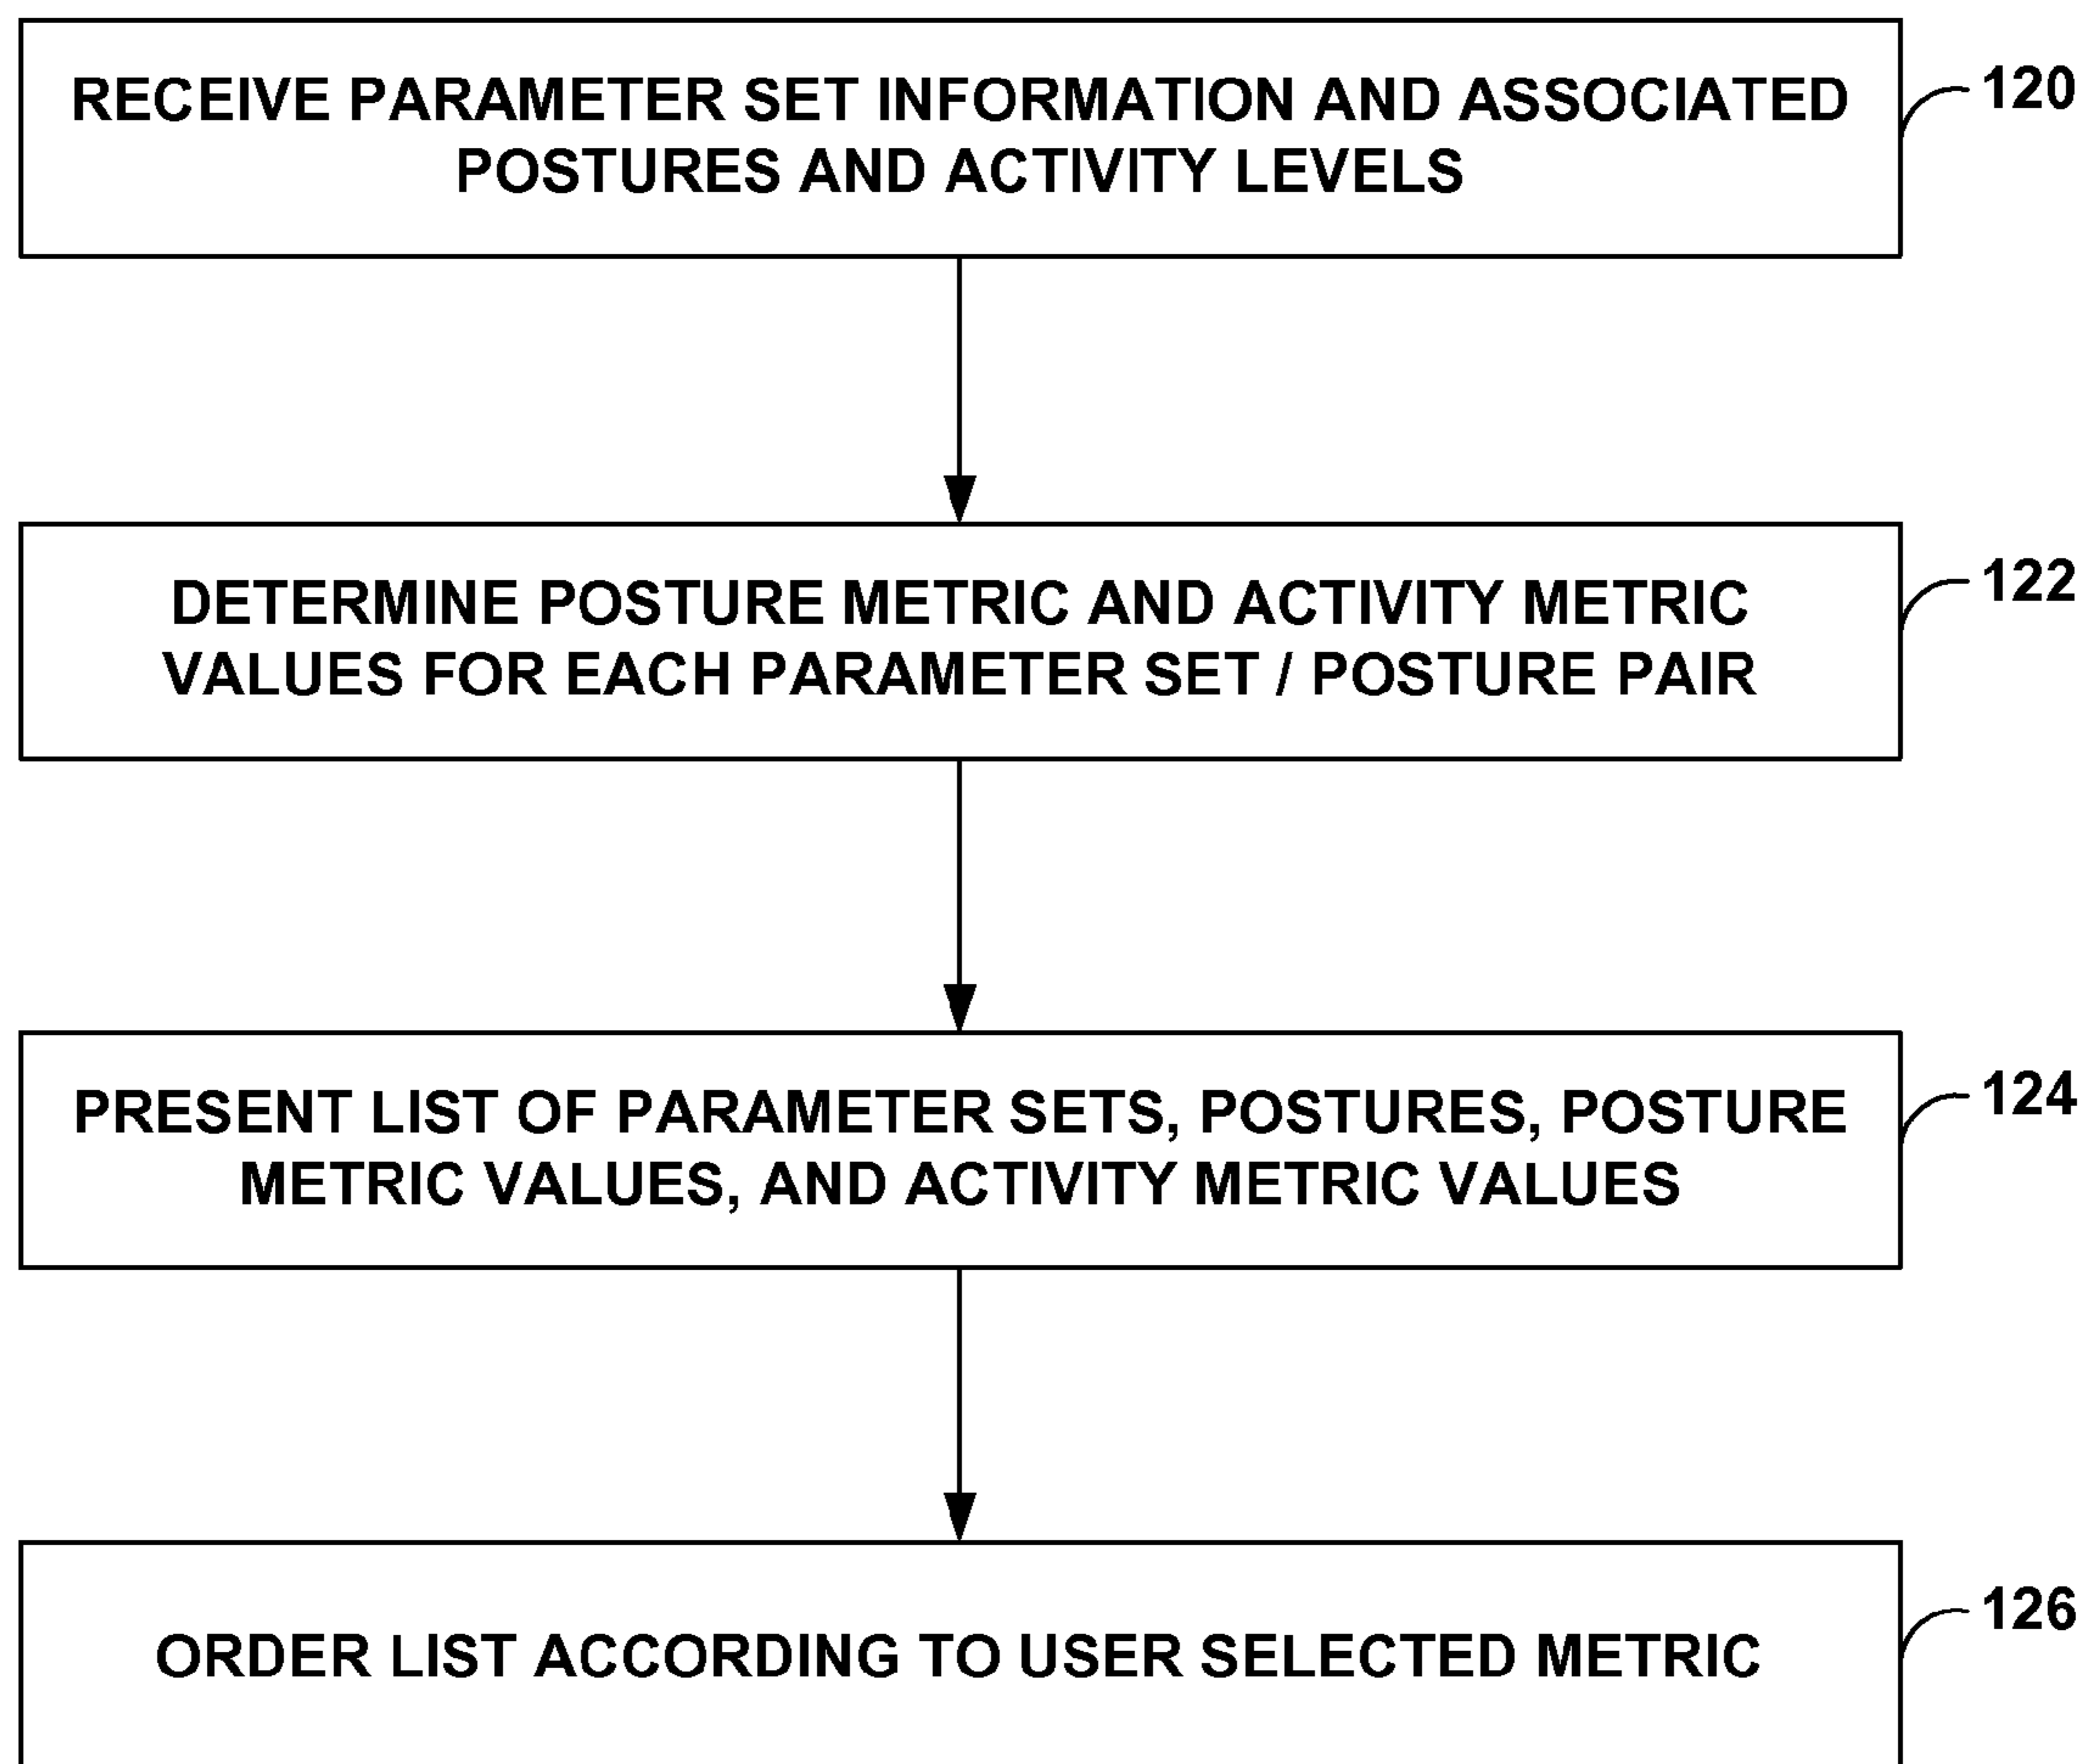 RECEIVE PARAMETER SET INFORMATION AND ASSOCIATED
POSTURES AND ACTIVITY LEVELS
120
DETERMINE POSTURE METRIC AND ACTIVITY METRIC
VALUES FOR EACH PARAMETER SET / POSTURE PAIR
122
PRESENT LIST OF PARAMETER SETS, POSTURES, POSTURE
METRIC VALUES, AND ACTIVITY METRIC VALUES
124
ORDER LIST ACCORDING TO USER SELECTED METRIC
126